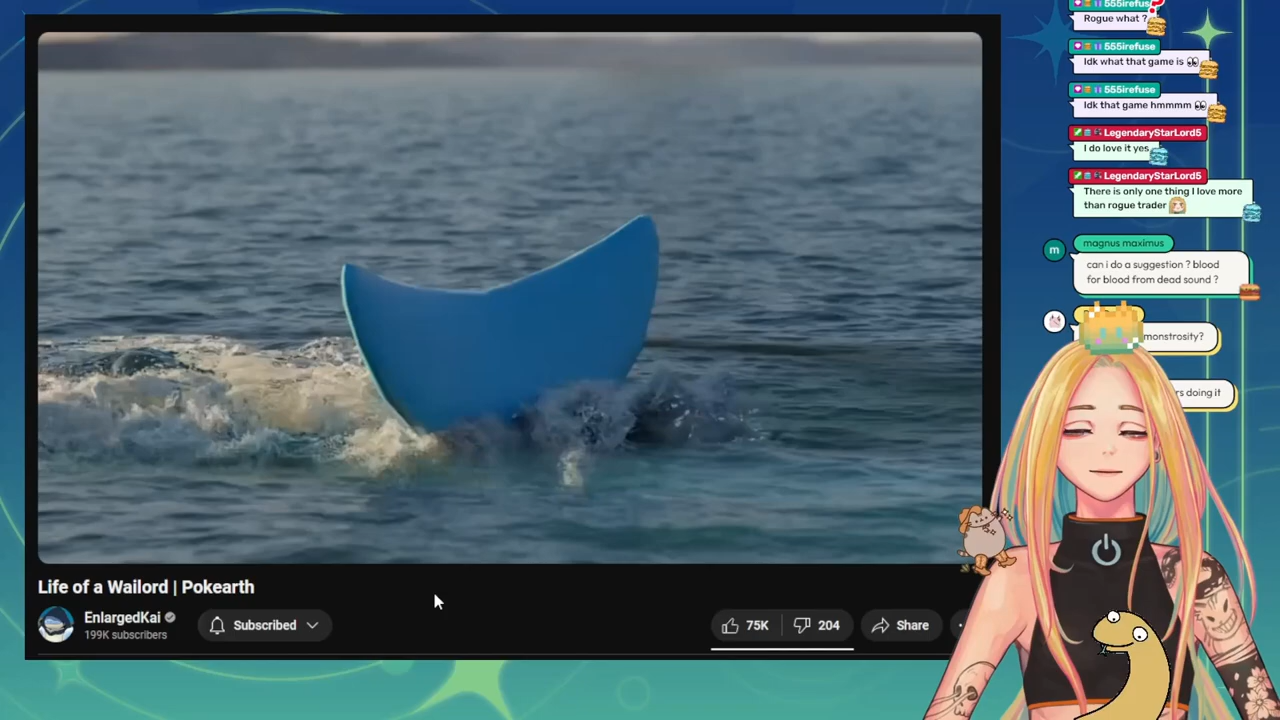 555irefuse
Rogue what ?
555irefuse
Idk what that game is
555irefuse
Idk that game hmmmm
LegendaryStarLord5
I do love it yes
LegendaryStarLord5
There is only one thing I love more
than rogue trader
m
magnus maximus
can i do a suggestion ? blood
for blood from dead sound ?
monstrosity?
rs doing it
Life of a Wailord | Pokearth
EnlargedKai
199K subscribers
Subscribed
75K
204
Share